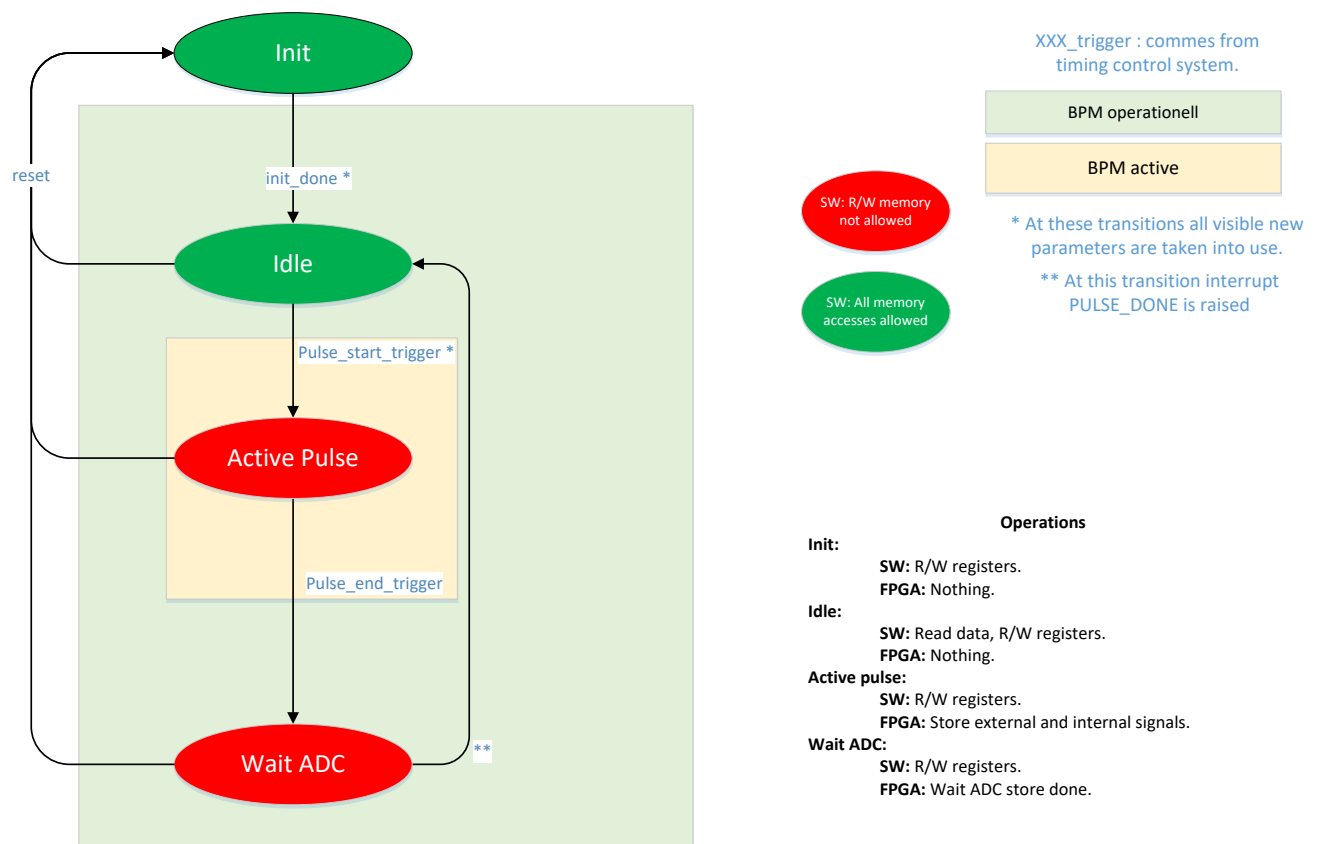 Init
reset
init_done *
Idle
Pulse_start_trigger *
Active Pulse
Pulse_end_trigger
Wait ADC
**
XXX_trigger : commes from
timing control system.
BPM operationell
BPM active
SW: R/W memory
not allowed
SW: All memory
accesses allowed
* At these transitions all visible new
parameters are taken into use.
** At this transition interrupt
PULSE_DONE is raised
Operations
Init:
SW: R/W registers.
FPGA: Nothing.
Idle:
SW: Read data, R/W registers.
FPGA: Nothing.
Active pulse:
SW: R/W registers.
FPGA: Store external and internal signals.
Wait ADC:
SW: R/W registers.
FPGA: Wait ADC store done.